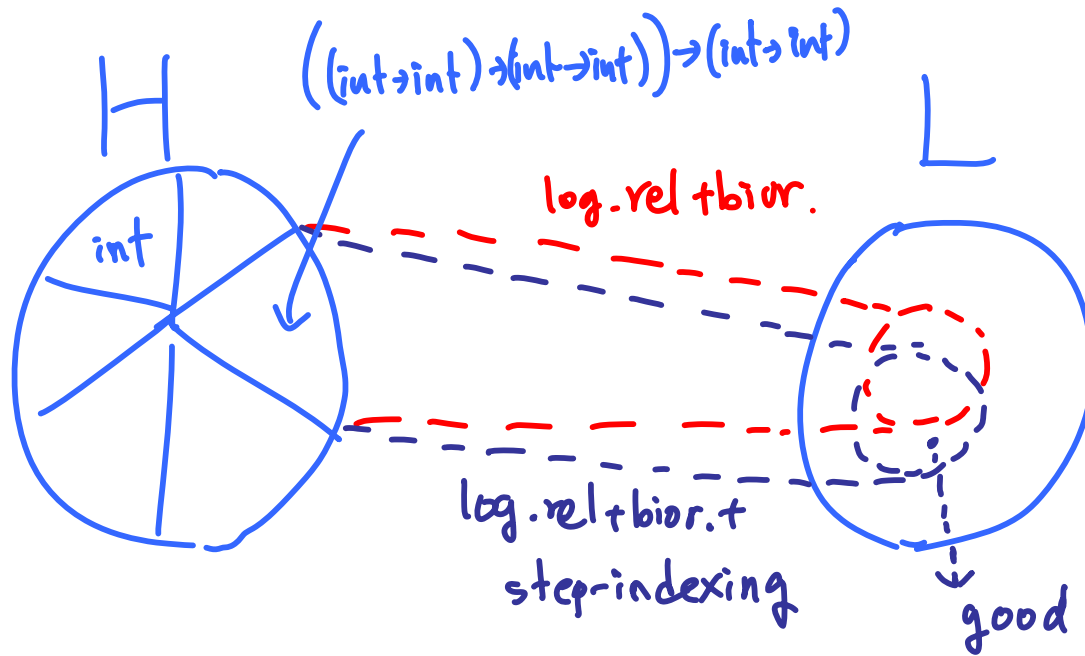 ((int→int)→(int→int))→(int→int)
H
L
int
log.rel+bior.
log.rel+bior.+
step-indexing
good